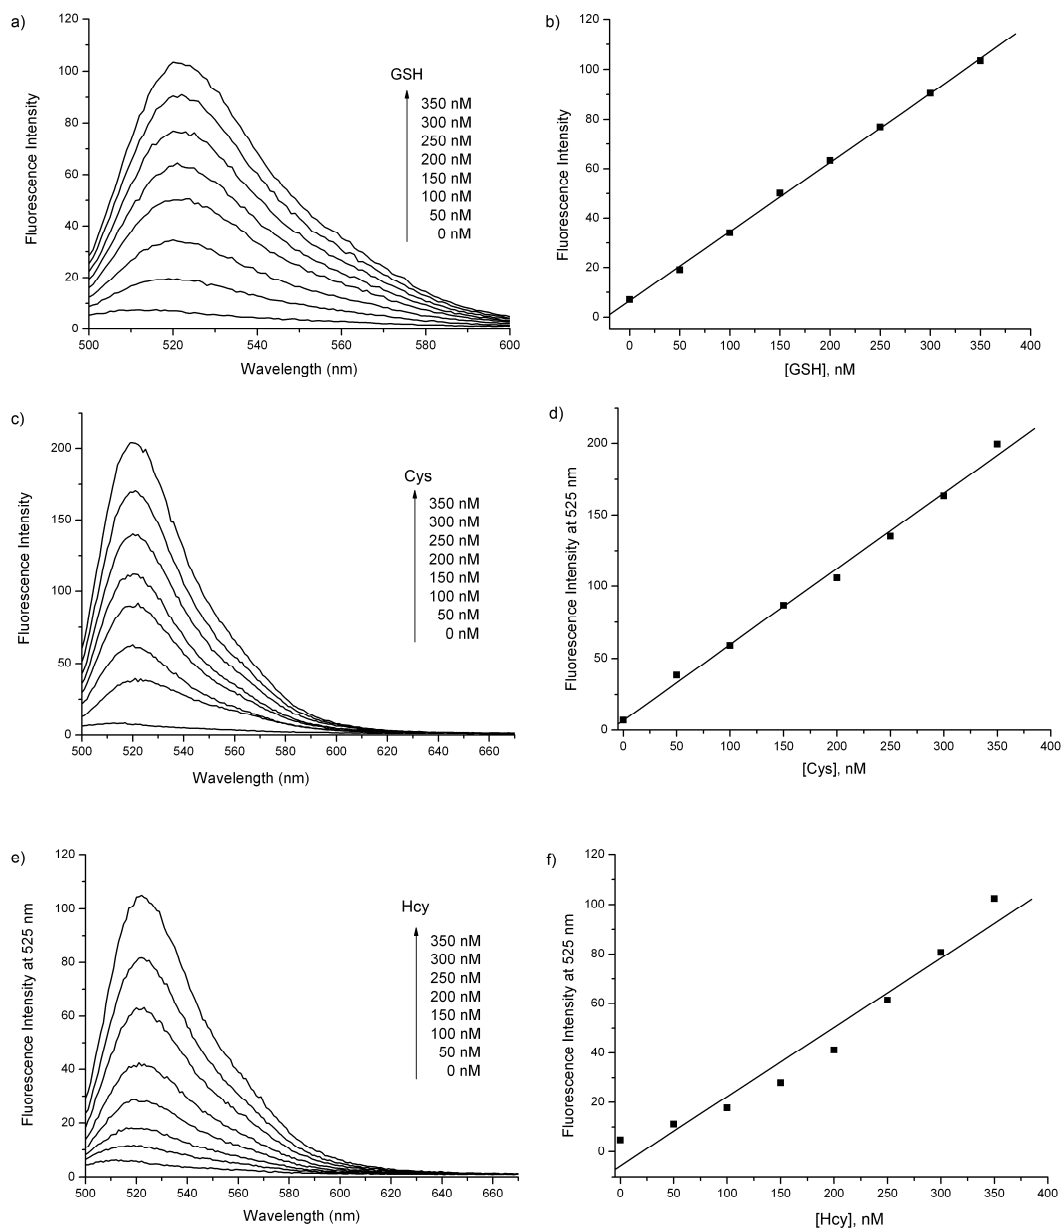 a)
120
100
80
60
40
20
0
Fluorescence Intensity
GSH
350 nM
300 nM
250 nM
200 nM
150 nM
100 nM
50 nM
0 nM
500 520 540 560 580 600
Wavelength (nm)
b)
120
100
80
60
40
20
0
Fluorescence Intensity
0 50 100 150 200 250 300 350 400
[GSH], nM
c)
200
150
100
50
0
Fluorescence Intensity
Cys
350 nM
300 nM
250 nM
200 nM
150 nM
100 nM
50 nM
0 nM
500 520 540 560 580 600 620 640 660
Wavelength (nm)
d)
200
150
100
50
0
Fluorescence Intensity at 525 nm
0 50 100 150 200 250 300 350 400
[Cys], nM
e)
120
100
80
60
40
20
0
Fluorescence Intensity at 525 nm
Hcy
350 nM
300 nM
250 nM
200 nM
150 nM
100 nM
50 nM
0 nM
500 520 540 560 580 600 620 640 660
Wavelength (nm)
f)
120
100
80
60
40
20
0
Fluorescence Intensity at 525 nm
0 50 100 150 200 250 300 350 400
[Hcy], nM